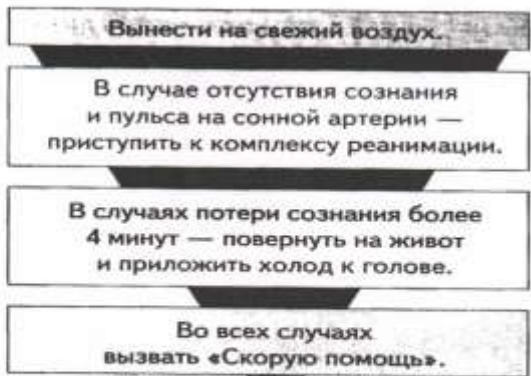 Вынести на свежий воздух.
В случае отсутствия сознания
и пульса на сонной артерии —
приступить к комплексу реанимации.
В случаях потери сознания более
4 минут — повернуть на живот
и приложить холод к голове.
Во всех случаях
вызвать «Скорую помощь».